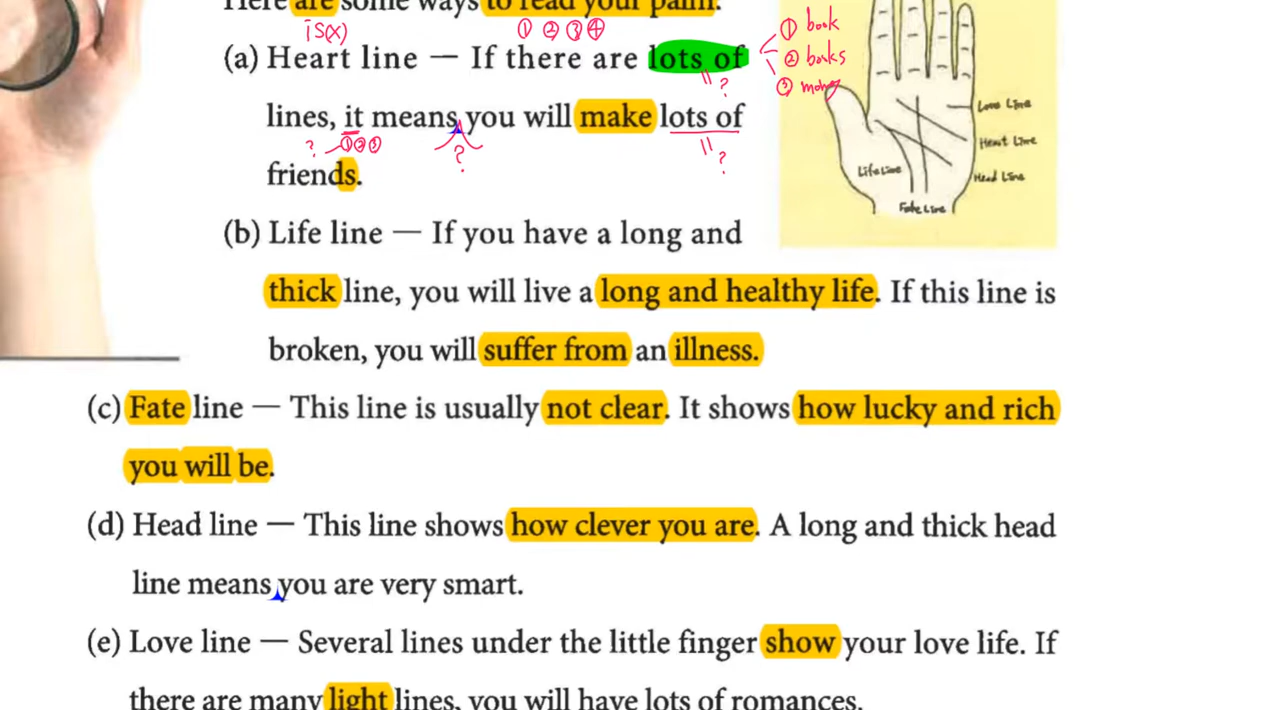 Here are some ways to read your palm.
is(x) ① ② ③ ④
(a) Heart line — If there are lots of
① book
② books
③ money
" ?
lines, it means you will make lots of
? ①②③
?
" ?
friends.
Love Line
Heart Line
Head Line
Life Line
Fate Line
(b) Life line — If you have a long and
thick line, you will live a long and healthy life. If this line is
broken, you will suffer from an illness.
(c) Fate line — This line is usually not clear. It shows how lucky and rich
you will be.
(d) Head line — This line shows how clever you are. A long and thick head
line means you are very smart.
(e) Love line — Several lines under the little finger show your love life. If
there are many light lines, you will have lots of romances.